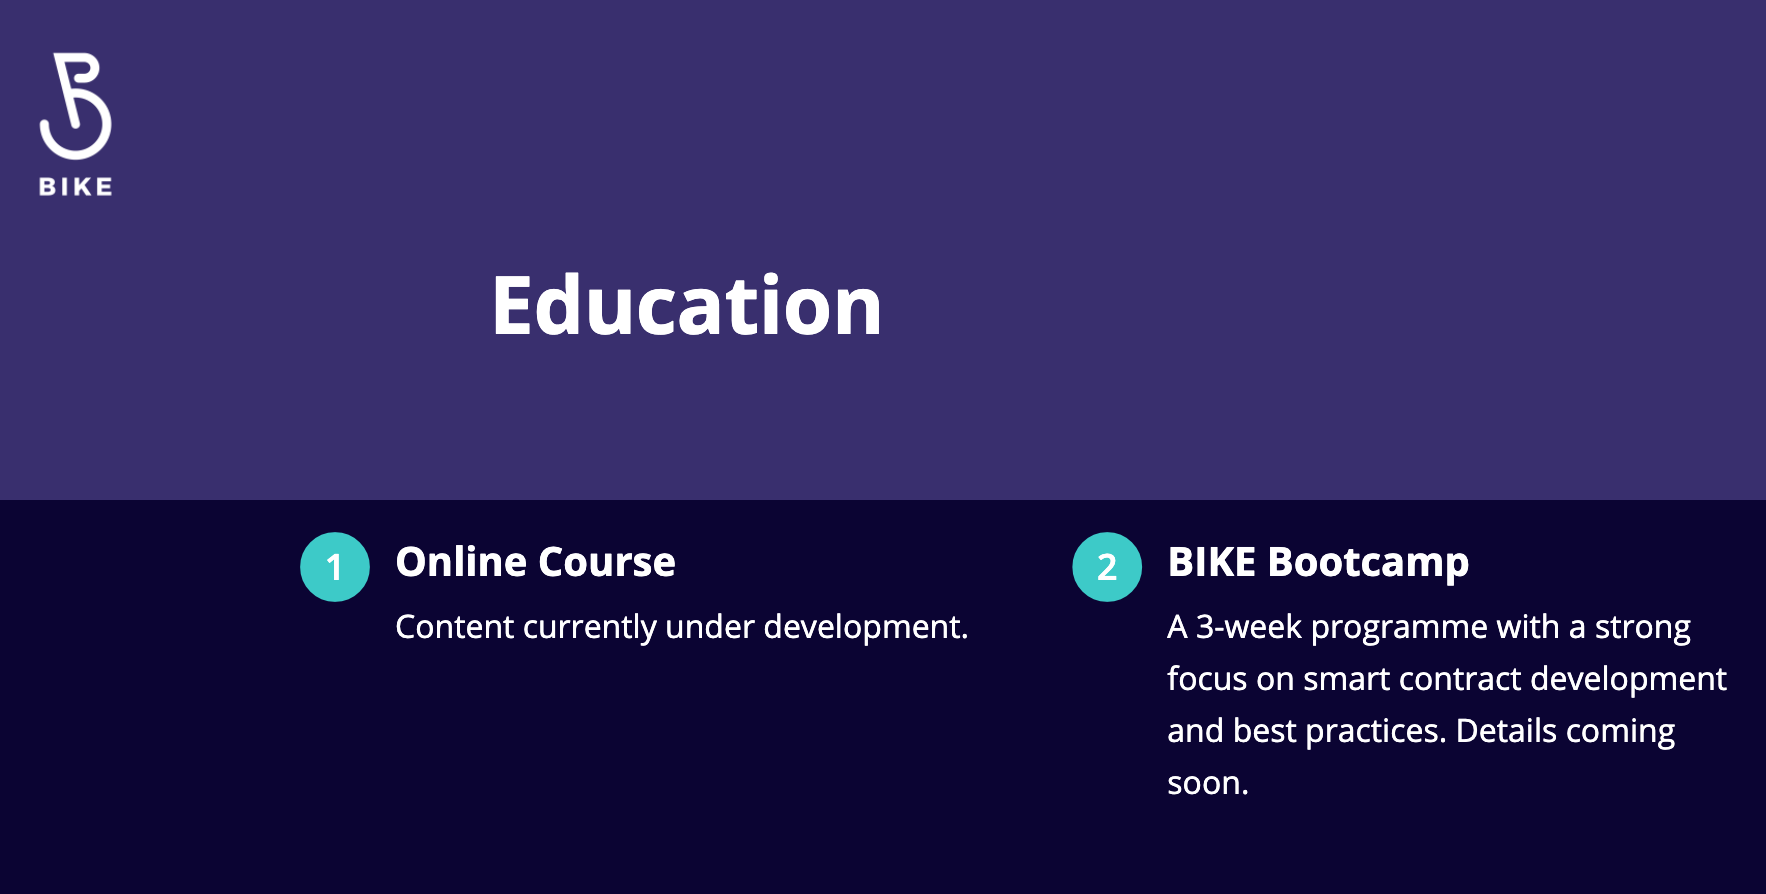 BIKE
Education
1
Online Course
Content currently under development.
2
BIKE Bootcamp
A 3-week programme with a strong
focus on smart contract development
and best practices. Details coming
soon.